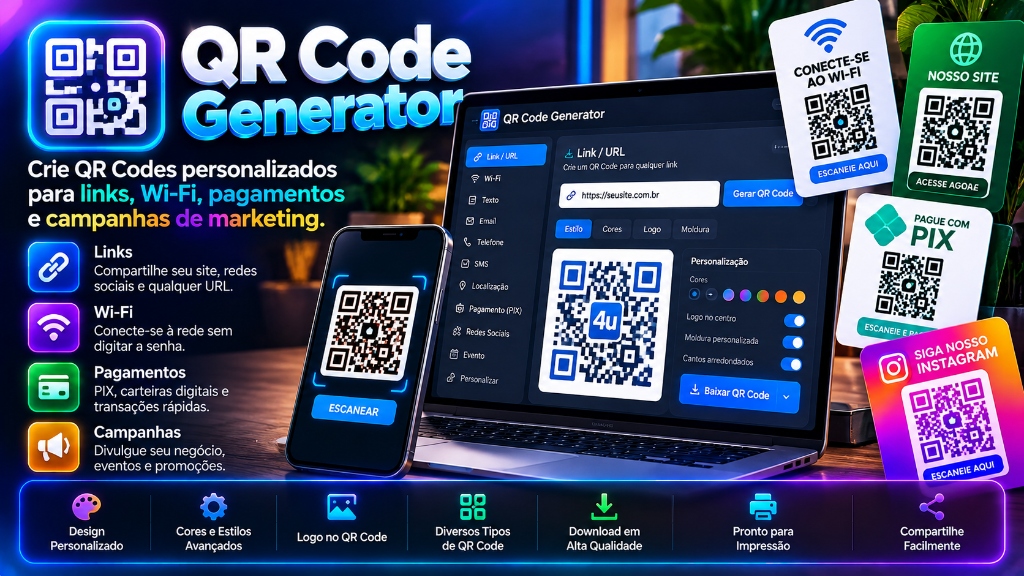 QR Code
Generator
Crie QR Codes personalizados
para links, Wi-Fi, pagamentos
e campanhas de marketing.
Links
Compartilhe seu site, redes
sociais e qualquer URL.
Wi-Fi
Conecte-se à rede sem
digitar a senha.
Pagamentos
PIX, carteiras digitais e
transações rápidas.
Campanhas
Divulgue seu negócio,
eventos e promoções.
ESCANEAR
QR Code Generator
Link / URL
Wi-Fi
Texto
Email
Telefone
SMS
Localização
Pagamento (PIX)
Redes Sociais
Evento
Personalizar
Link / URL
Crie um QR Code para qualquer link
https://seusite.com.br
Gerar QR Code
Estilo
Cores
Logo
Moldura
4u
Personalização
Cores
Logo no centro
Moldura personalizada
Cantos arredondados
Baixar QR Code
CONECTE-SE
AO WI-FI
ESCANEIE AQUI
NOSSO SITE
ACESSE AGOAE
PAGUE COM
PIX
ESCANEIE E
SIGA NOSSO
INSTAGRAM
ESCANEIE AQUI
Design
Personalizado
Cores e Estilos
Avançados
Logo no QR Code
Diversos Tipos
de QR Code
Download em
Alta Qualidade
Pronto para
Impressão
Compartilhe
Facilmente